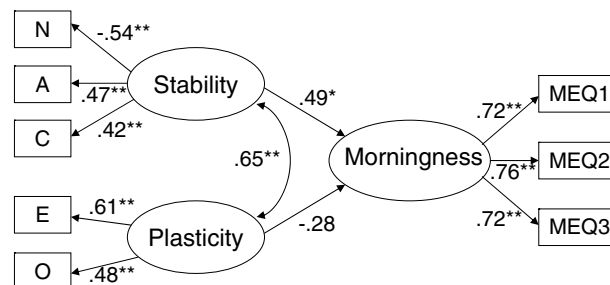 N
-.54**
A
.47**
Stability
C
.42**
.49*
.65**
Morningness
.72**
MEQ1
.76**
MEQ2
.72**
MEQ3
E
.61**
Plasticity
-.28
O
.48**